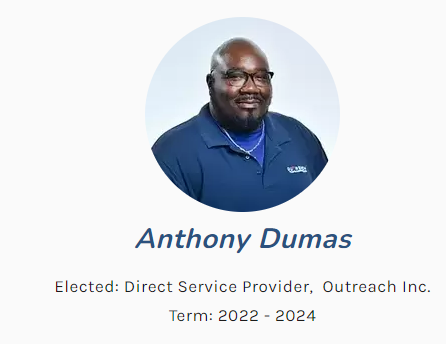 Anthony Dumas
Elected: Direct Service Provider, Outreach Inc.
Term: 2022 - 2024